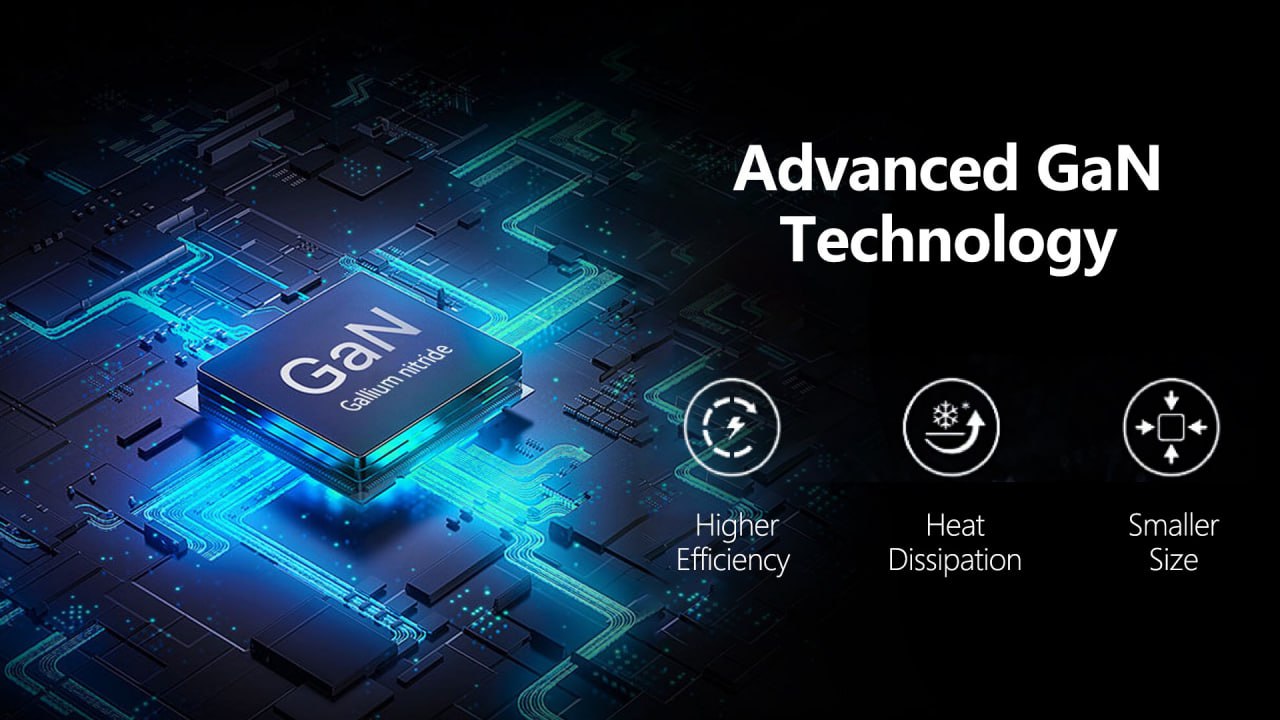 Advanced GaN
Technology
GaN
Gallium nitride
Higher
Efficiency
Heat
Dissipation
Smaller
Size